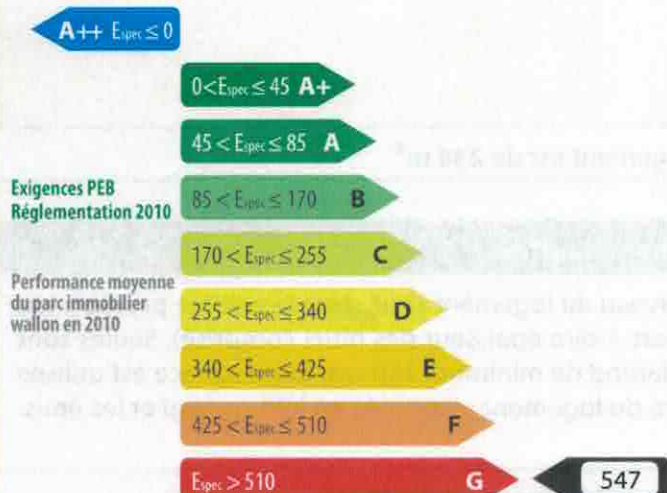 A++ Espec ≤ 0
0 < Espec ≤ 45 A+
45 < Espec ≤ 85 A
Exigences PEB
Réglementation 2010
85 < Espec ≤ 170 B
170 < Espec ≤ 255 C
Performance moyenne
du parc immobilier
wallon en 2010
255 < Espec ≤ 340 D
340 < Espec ≤ 425 E
425 < Espec ≤ 510 F
Espec > 510 G 547